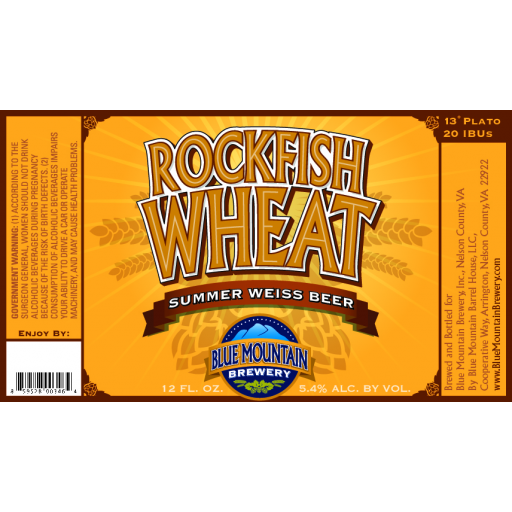 GOVERNMENT WARNING: (1) ACCORDING TO THE
SURGEON GENERAL, WOMEN SHOULD NOT DRINK
ALCOHOLIC BEVERAGES DURING PREGNANCY
BECAUSE OF THE RISK OF BIRTH DEFECTS. (2)
CONSUMPTION OF ALCOHOLIC BEVERAGES IMPAIRS
YOUR ABILITY TO DRIVE A CAR OR OPERATE
MACHINERY, AND MAY CAUSE HEALTH PROBLEMS.
ENJOY BY:
8 59528 90346 4
ROCKFISH
WHEAT
SUMMER WEISS BEER
BLUE MOUNTAIN
BREWERY
12 FL. OZ.
5.4% ALC. BY VOL.
13° PLATO
20 IBUs
Brewed and Bottled for
Blue Mountain Brewery, Inc., Nelson County, VA
By Blue Mountain Barrel House, LLC,
Cooperative Way, Arrington, Nelson County, VA 22922
www.BlueMountainBrewery.com